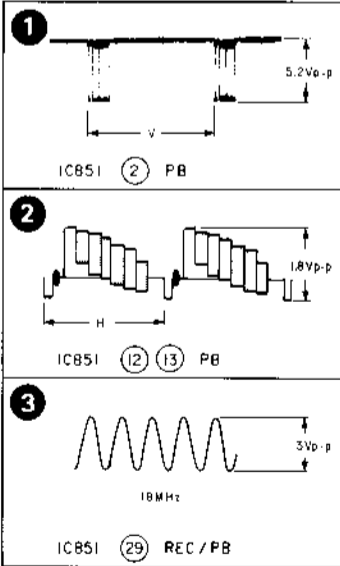 1
5.2Vp-p
V
IC851 2 PB
2
1.8Vp-p
H
IC851 12 13 PB
3
3Vp-p
18MHz
IC851 29 REC/PB